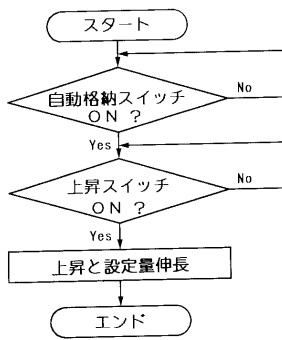 スタート
自動格納スイッチ
ON ?
No
Yes
上昇スイッチ
ON ?
No
Yes
上昇と設定量伸長
エンド